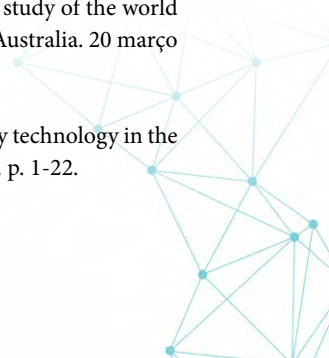 study of the world
Australia. 20 março
technology in the
p. 1-22.